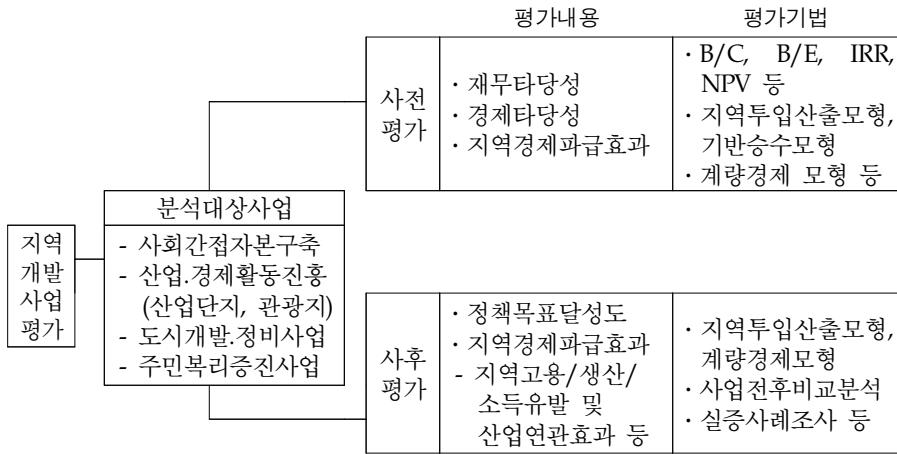 평가내용 평가기법
사전
평가
· 재무타당성
· 경제타당성
· 지역경제파급효과
· B/C, B/E, IRR,
NPV 등
· 지역투입산출모형,
기반승수모형
· 계량경제 모형 등
지역
개발
사업
평가
분석대상사업
- 사회간접자본구축
- 산업.경제활동진흥
(산업단지, 관광지)
- 도시개발.정비사업
- 주민복리증진사업
사후
평가
· 정책목표달성도
· 지역경제파급효과
- 지역고용/생산/
소득유발 및
산업연관효과 등
· 지역투입산출모형,
계량경제모형
· 사업전후비교분석
· 실증사례조사 등